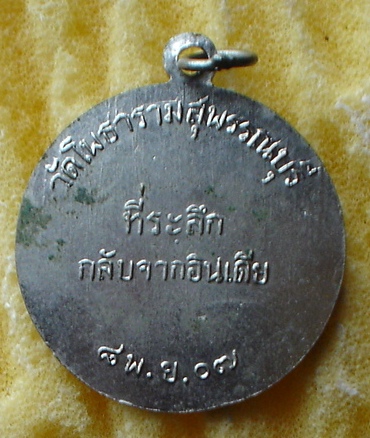 วัดโพธารามสุพรรณบุรี
ที่ระลึก
กลับจากอินเดีย
๘ พ.ย.๐๗